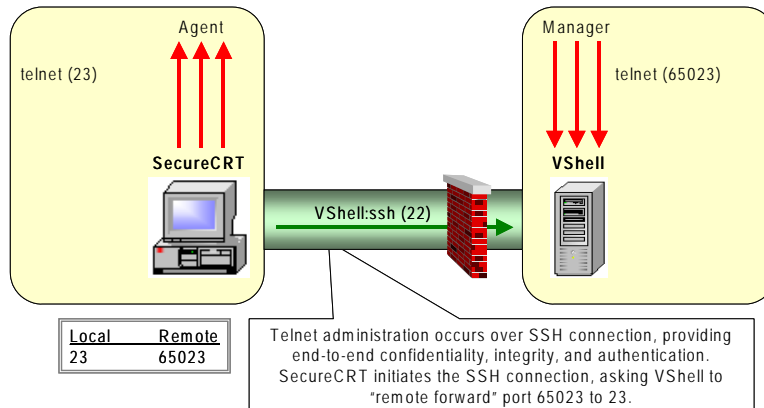 Agent
telnet (23)
SecureCRT
Manager
telnet (65023)
VShell
VShell:ssh (22)
Local Remote
23 65023
Telnet administration occurs over SSH connection, providing
end-to-end confidentiality, integrity, and authentication.
SecureCRT initiates the SSH connection, asking VShell to
“remote forward” port 65023 to 23.